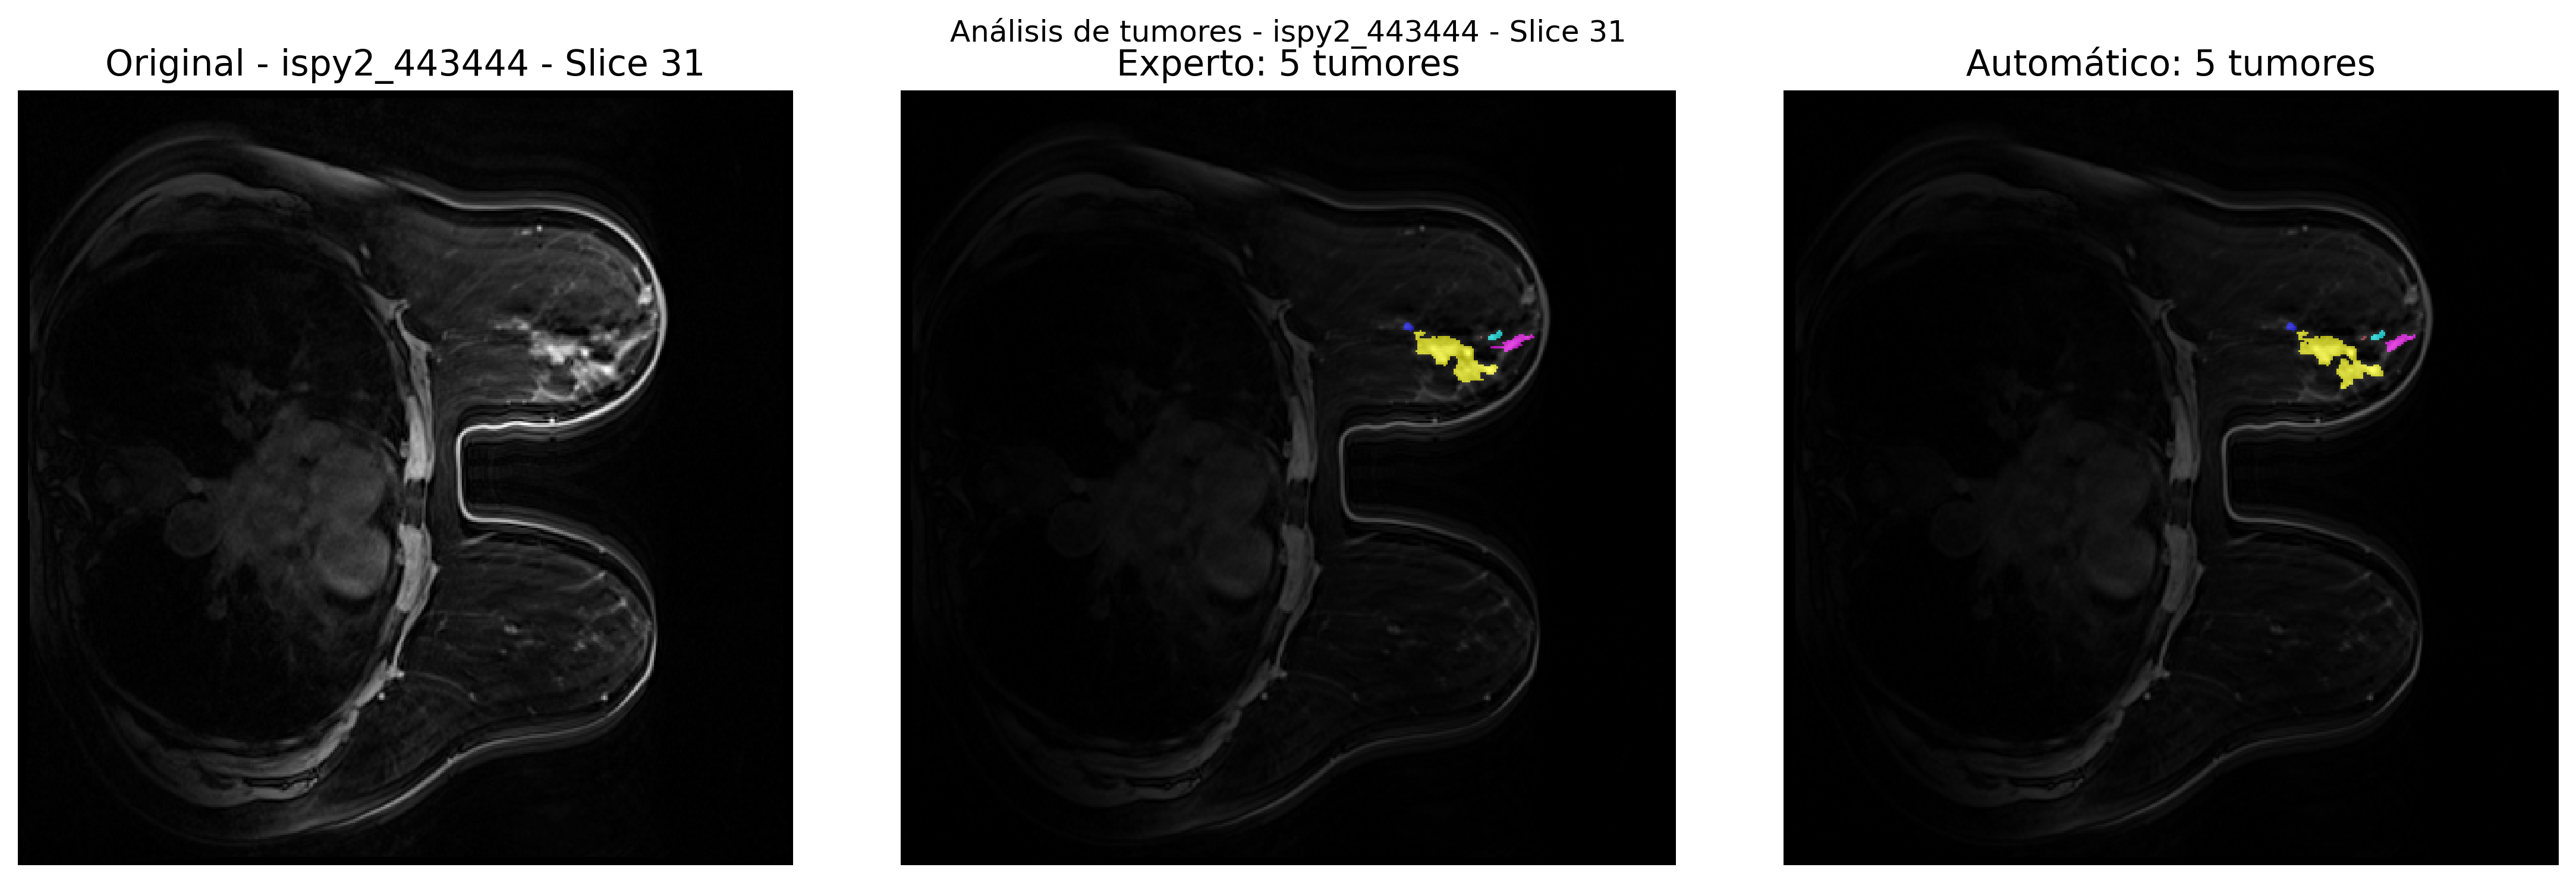 Análisis de tumores - ispy2_443444 - Slice 31
Original - ispy2_443444 - Slice 31
Experto: 5 tumores
Automático: 5 tumores